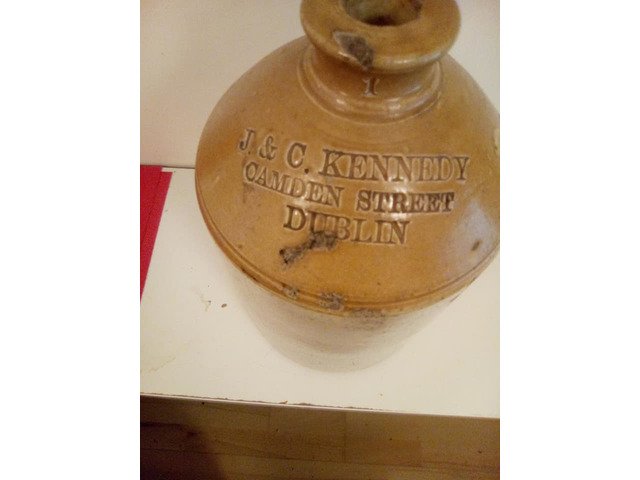 1
J. & C. KENNEDY
CAMDEN STREET
DUBLIN